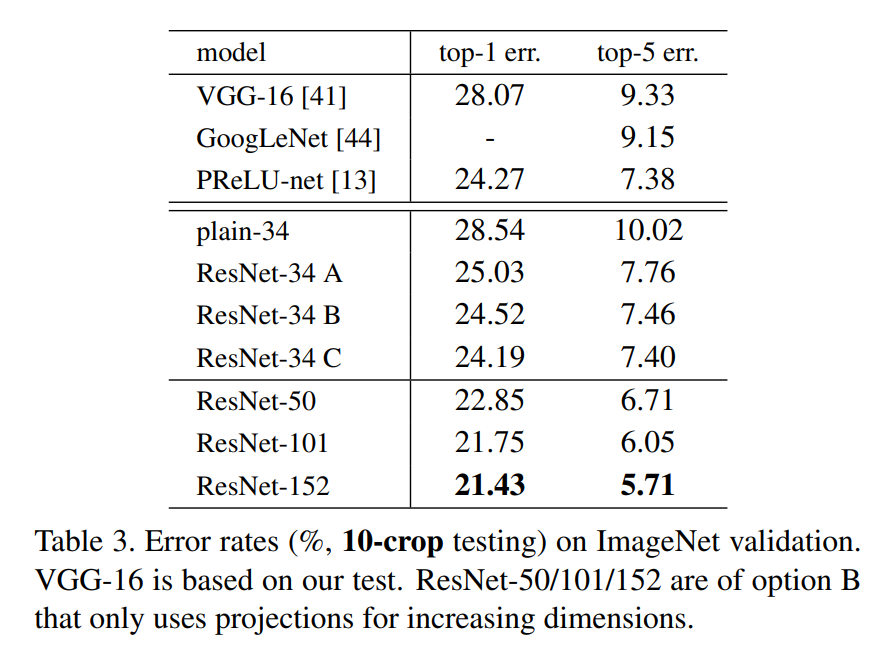 model top-1 err. top-5 err.
VGG-16 [41] 28.07 9.33
GoogLeNet [44] - 9.15
PReLU-net [13] 24.27 7.38
plain-34 28.54 10.02
ResNet-34 A 25.03 7.76
ResNet-34 B 24.52 7.46
ResNet-34 C 24.19 7.40
ResNet-50 22.85 6.71
ResNet-101 21.75 6.05
ResNet-152 21.43 5.71
Table 3. Error rates (%, 10-crop testing) on ImageNet validation.
VGG-16 is based on our test. ResNet-50/101/152 are of option B
that only uses projections for increasing dimensions.